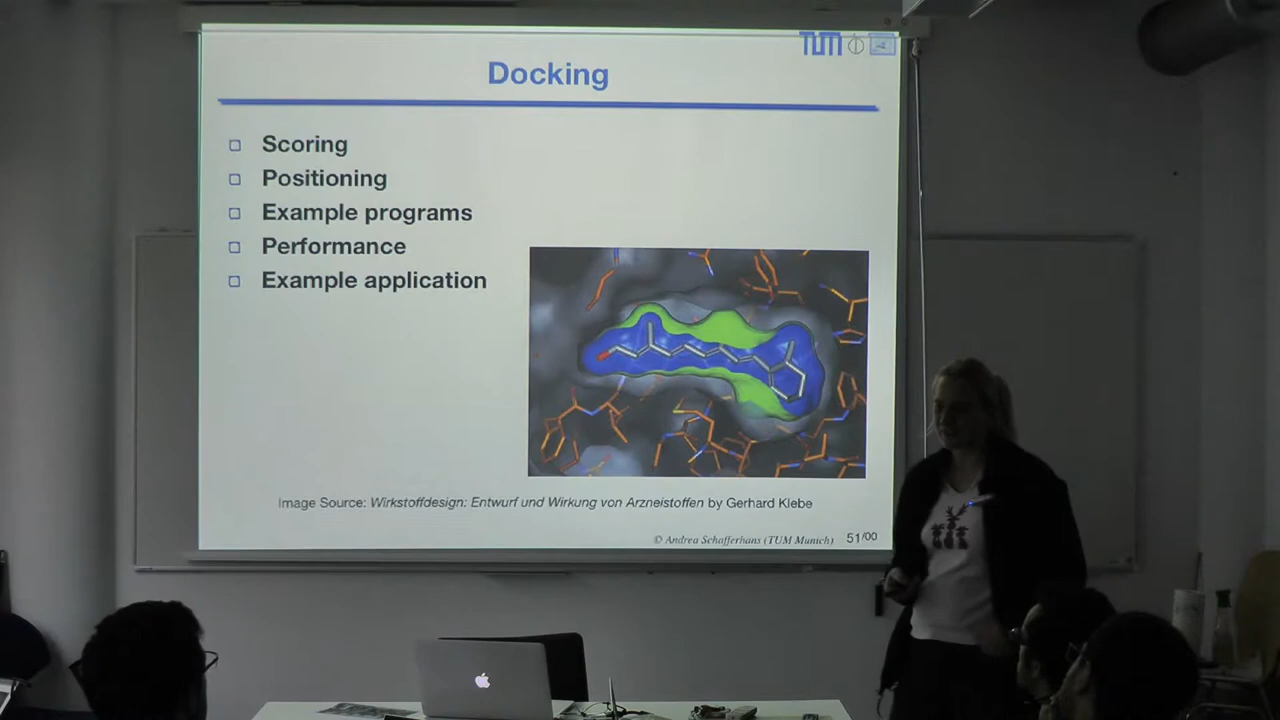 TUM
Docking
Scoring
Positioning
Example programs
Performance
Example application
Image Source: Wirkstoffdesign: Entwurf und Wirkung von Arzneistoffen by Gerhard Klebe
© Andrea Schafferhans (TUM Munich) 51/00